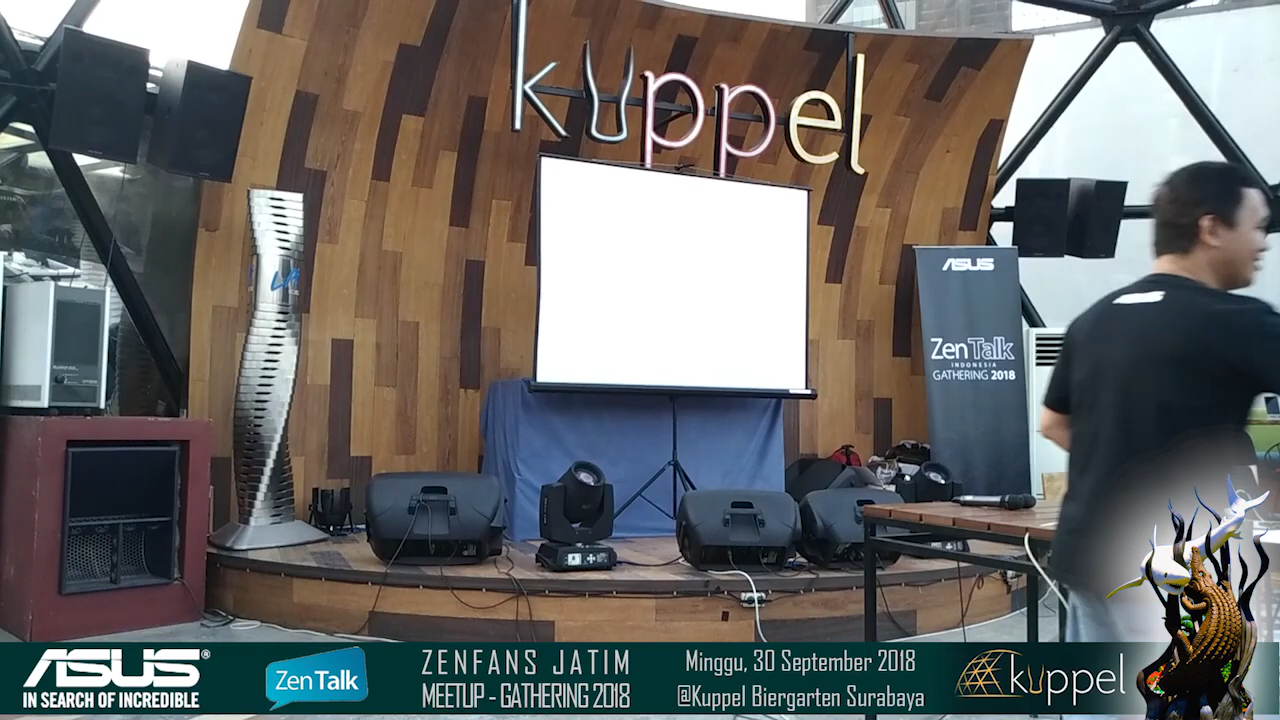 kuppel
ASUS
ZenTalk
INDONESIA
GATHERING 2018
ASUS®
IN SEARCH OF INCREDIBLE
ZenTalk
ZENFANS JATIM
MEETUP - GATHERING 2018
Minggu, 30 September 2018
@Kuppel Biergarten Surabaya
kuppel